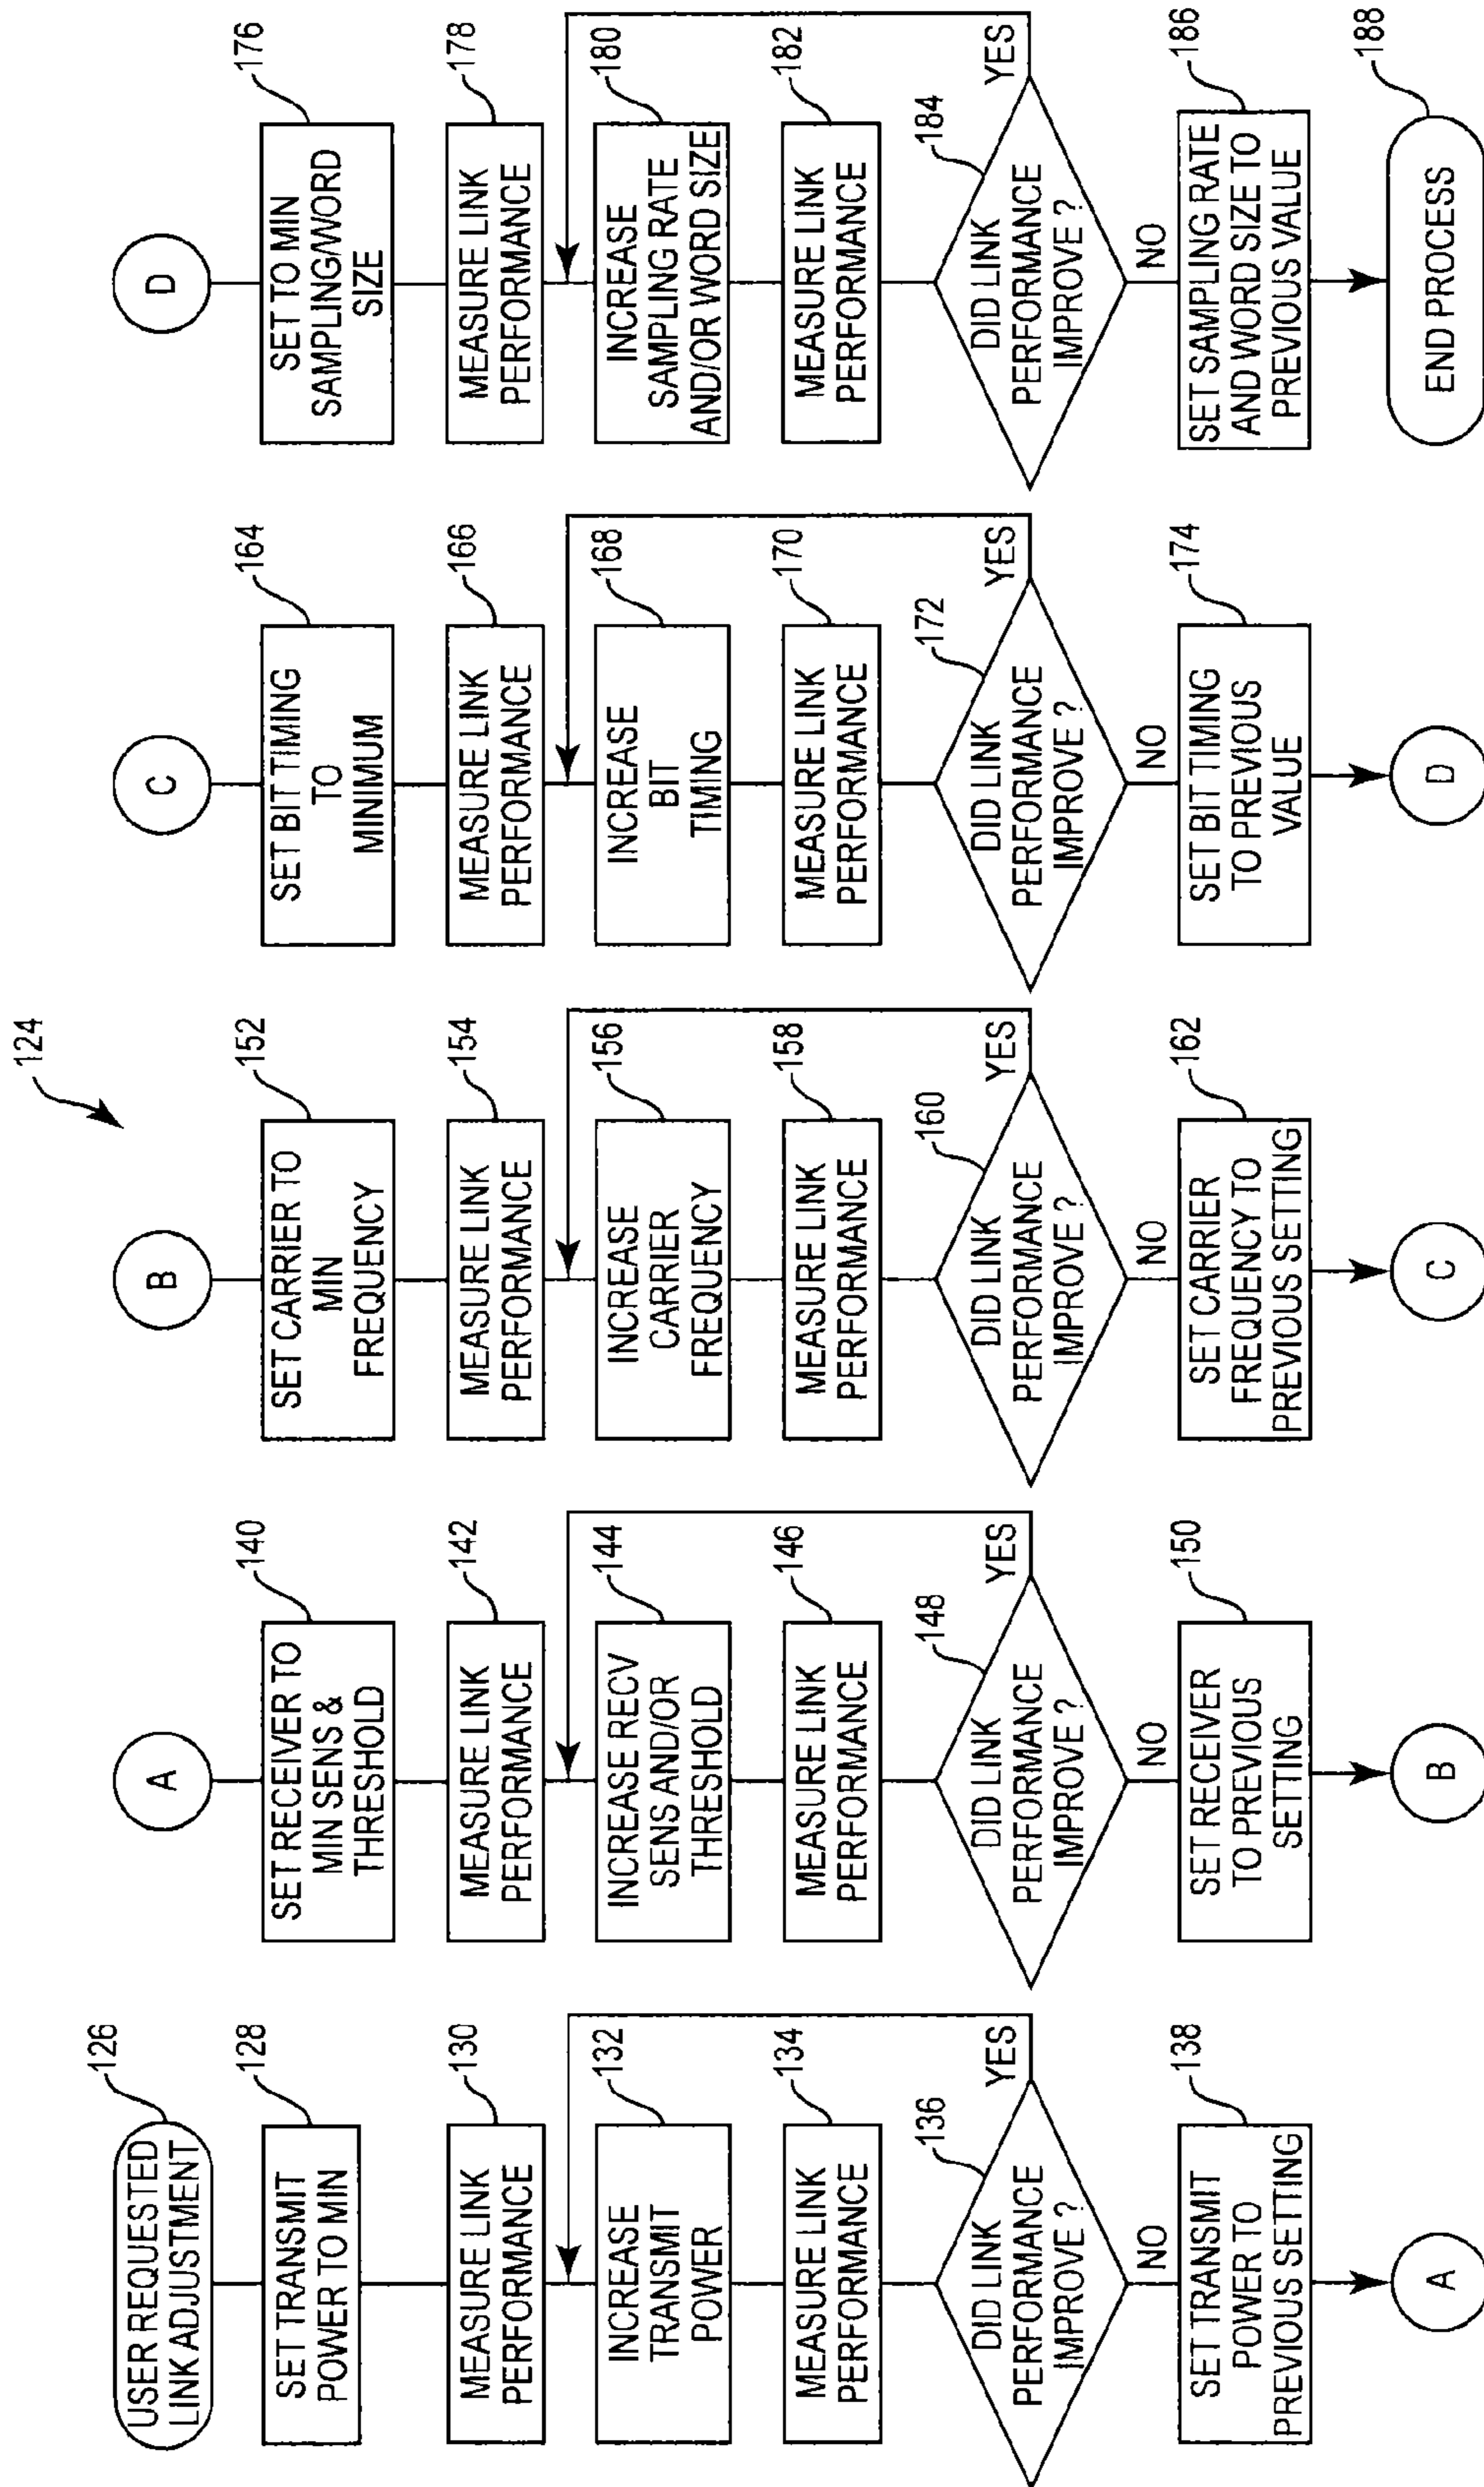 124
USER REQUESTED
LINK ADJUSTMENT
126
SET TRANSMIT
POWER TO MIN
128
MEASURE LINK
PERFORMANCE
130
INCREASE
TRANSMIT
POWER
132
MEASURE LINK
PERFORMANCE
134
DID LINK
PERFORMANCE
IMPROVE ?
136
YES
NO
SET TRANSMIT
POWER TO
PREVIOUS SETTING
138
A
A
SET RECEIVER TO
MIN SENS &
THRESHOLD
140
MEASURE LINK
PERFORMANCE
142
INCREASE RECV
SENS AND/OR
THRESHOLD
144
MEASURE LINK
PERFORMANCE
146
DID LINK
PERFORMANCE
IMPROVE ?
148
YES
NO
SET RECEIVER
TO PREVIOUS
SETTING
150
B
B
SET CARRIER TO
MIN
FREQUENCY
152
MEASURE LINK
PERFORMANCE
154
INCREASE
CARRIER
FREQUENCY
156
MEASURE LINK
PERFORMANCE
158
DID LINK
PERFORMANCE
IMPROVE ?
160
YES
NO
SET CARRIER
FREQUENCY TO
PREVIOUS SETTING
162
C
C
SET BIT TIMING
TO
MINIMUM
164
MEASURE LINK
PERFORMANCE
166
INCREASE
BIT
TIMING
168
MEASURE LINK
PERFORMANCE
170
DID LINK
PERFORMANCE
IMPROVE ?
172
YES
NO
SET BIT TIMING
TO PREVIOUS
VALUE
174
D
D
SET TO MIN
SAMPLING/WORD
SIZE
176
MEASURE LINK
PERFORMANCE
178
INCREASE
SAMPLING RATE
AND/OR WORD SIZE
180
MEASURE LINK
PERFORMANCE
182
DID LINK
PERFORMANCE
IMPROVE ?
184
YES
NO
SET SAMPLING RATE
AND WORD SIZE TO
PREVIOUS VALUE
186
END PROCESS
188